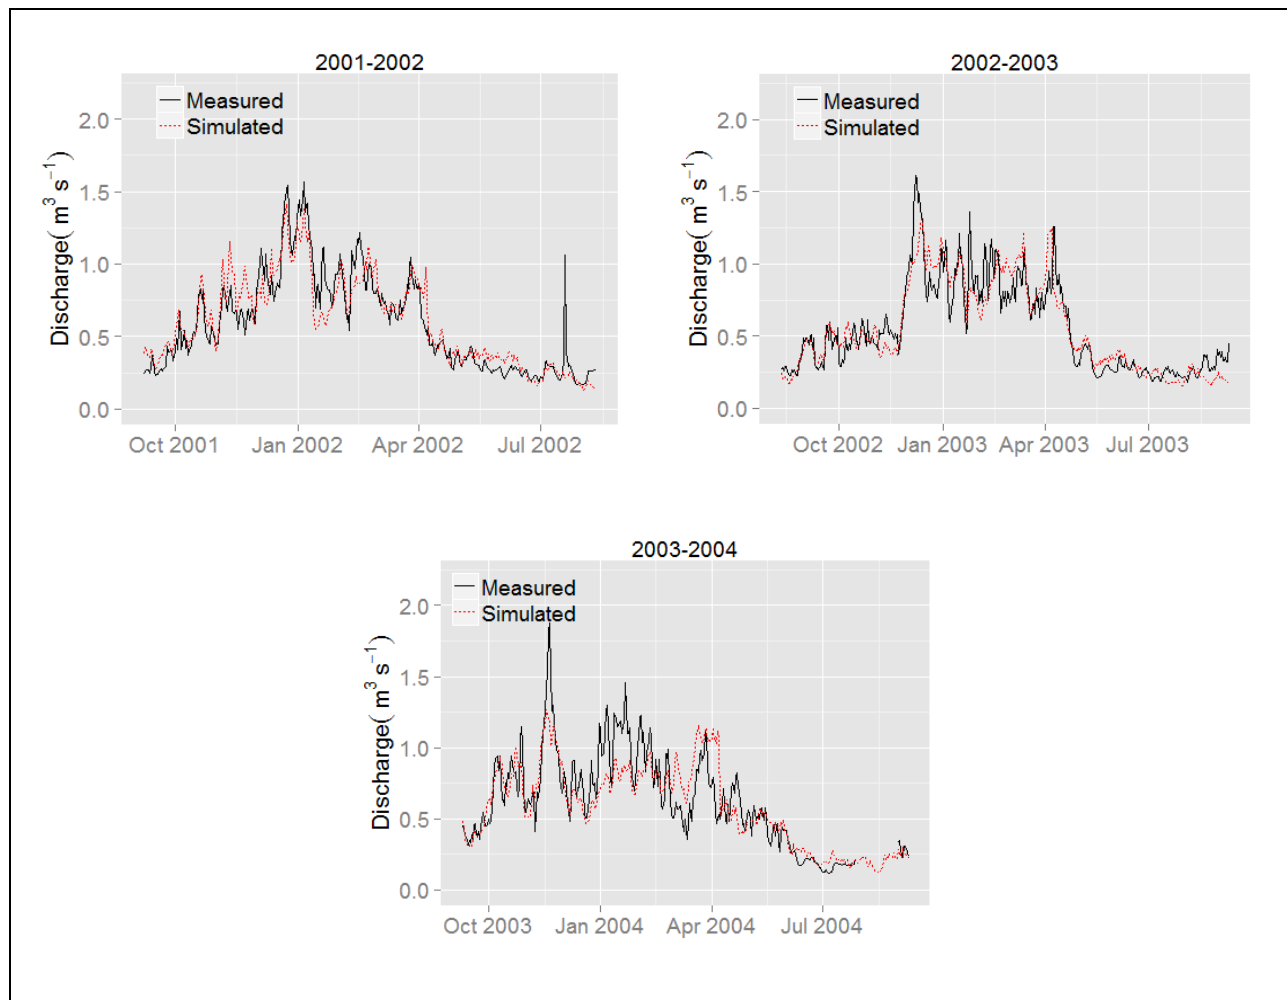 2001-2002
Measured
Simulated
2.0
1.5
1.0
0.5
0.0
Discharge( m³ s⁻¹)
Oct 2001 Jan 2002 Apr 2002 Jul 2002
2002-2003
Measured
Simulated
2.0
1.5
1.0
0.5
0.0
Discharge( m³ s⁻¹)
Oct 2002 Jan 2003 Apr 2003 Jul 2003
2003-2004
Measured
Simulated
2.0
1.5
1.0
0.5
0.0
Discharge( m³ s⁻¹)
Oct 2003 Jan 2004 Apr 2004 Jul 2004